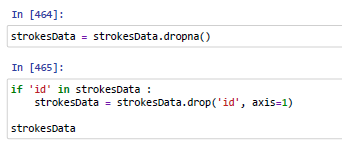 In [464]:
strokesData = strokesData.dropna()
In [465]:
if 'id' in strokesData :
    strokesData = strokesData.drop('id', axis=1)
strokesData